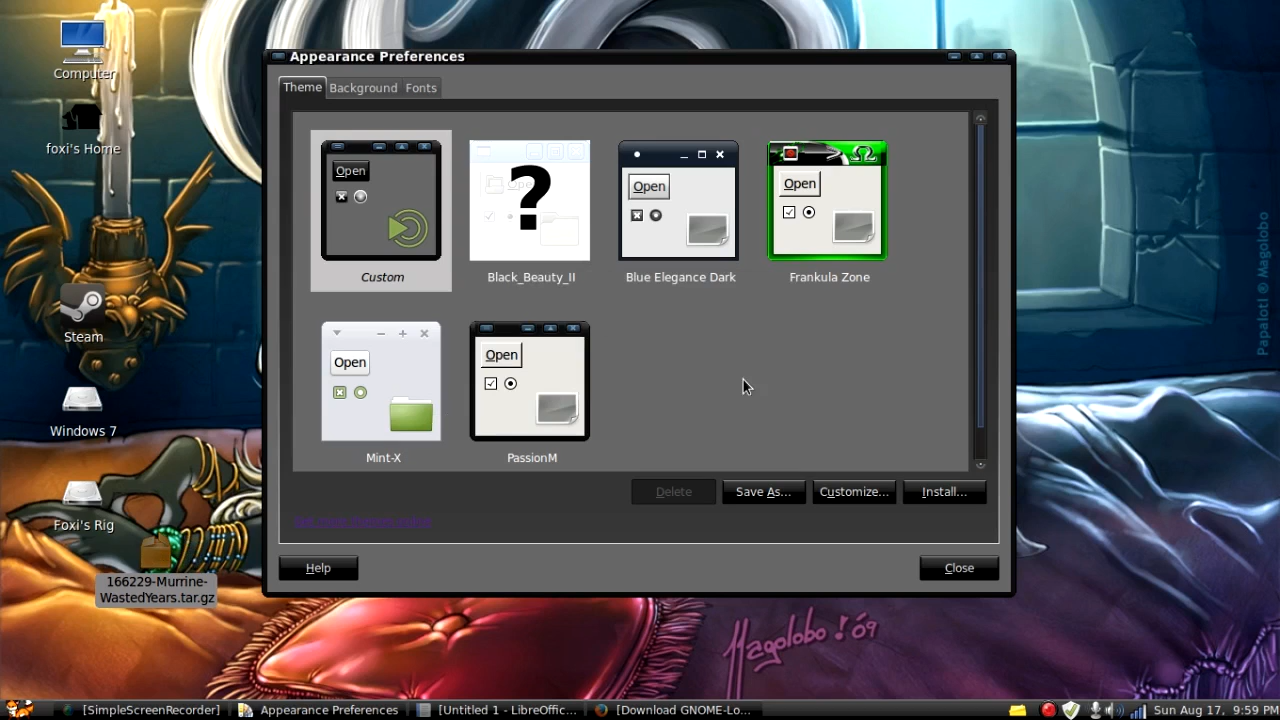 Appearance Preferences
Computer
foxi's Home
Steam
Windows 7
Foxi's Rig
166229-Murrine-
WastedYears.tar.gz
Theme Background Fonts
Open
Custom
?
Open
Black_Beauty_II
Open
Blue Elegance Dark
Ω
Open
Frankula Zone
Open
Mint-X
Open
PassionM
Delete
Save As...
Customize...
Install...
Help
Close
Papalotl ® Magolobo
Magolobo ! '09
[SimpleScreenRecorder]
Appearance Preferences
[Untitled 1 - LibreOffic...
[Download GNOME-Lo...
Sun Aug 17, 9:59 PM